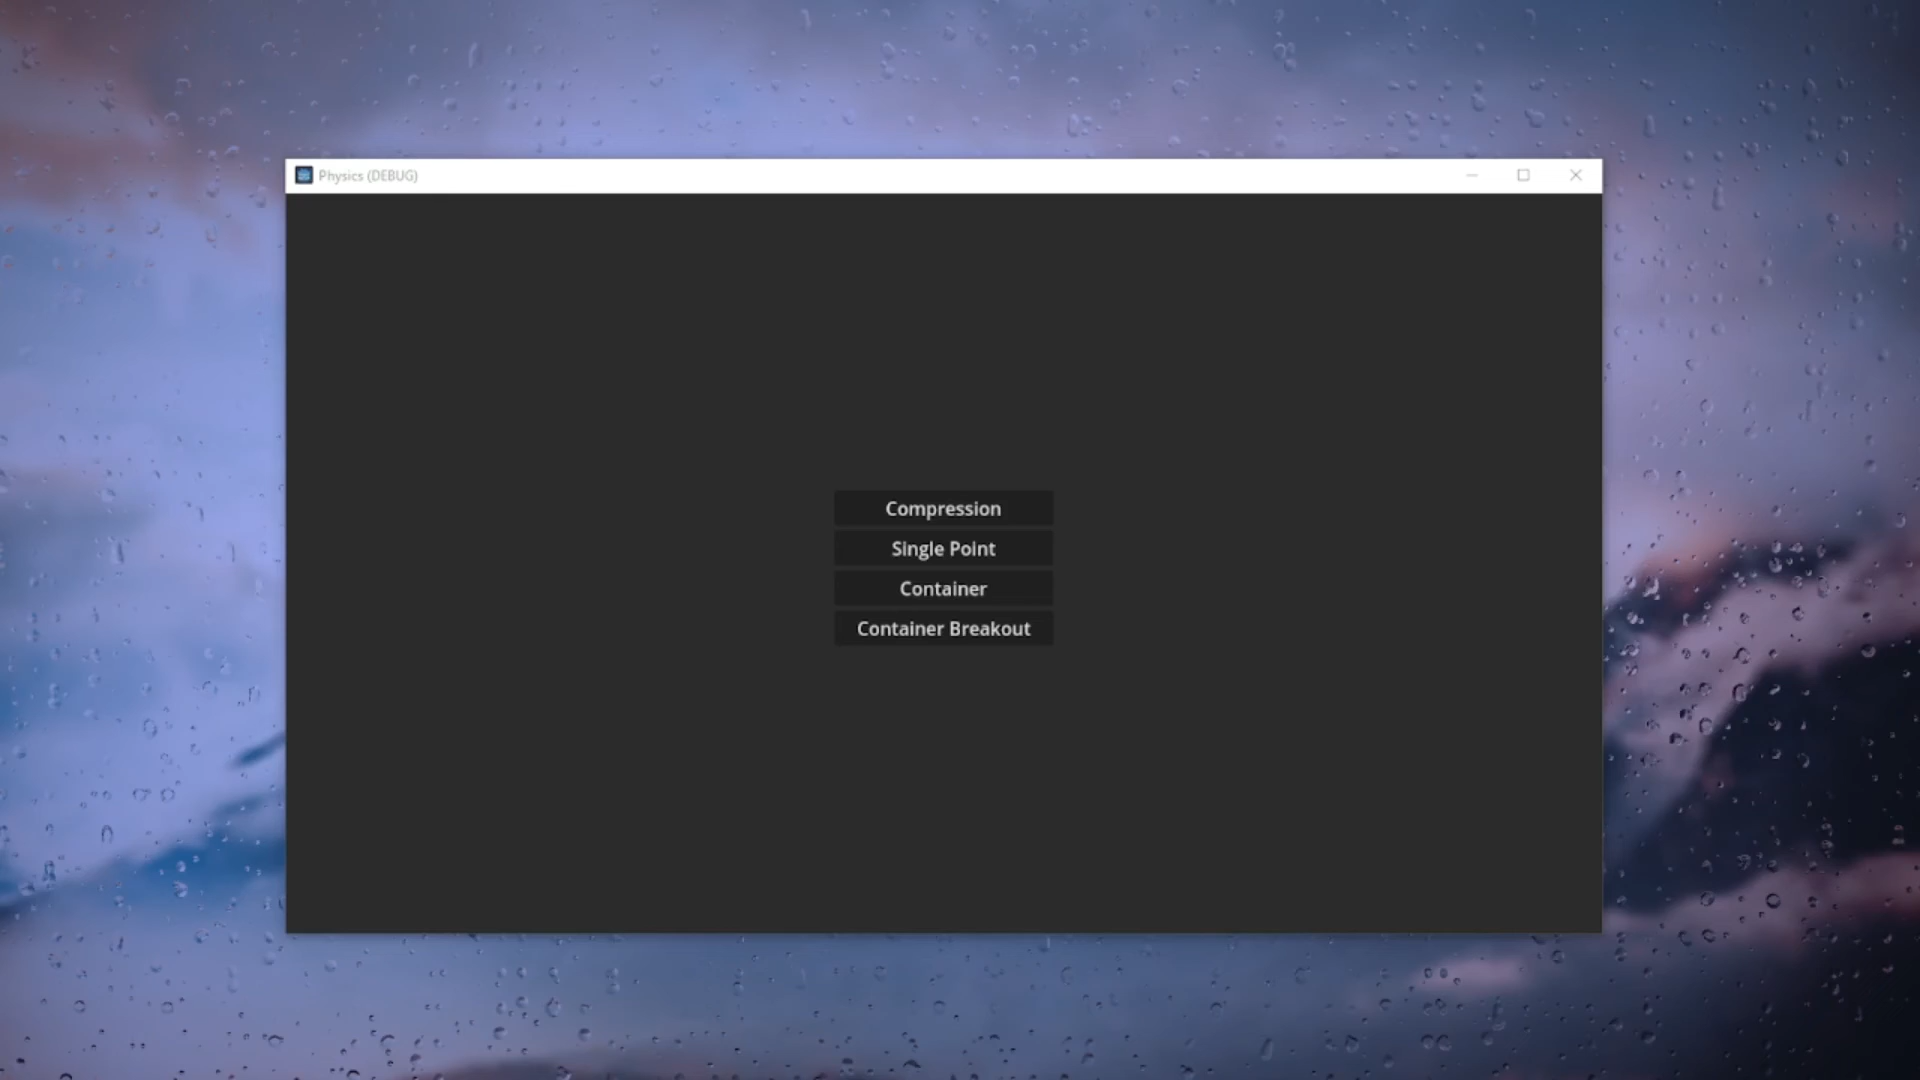 Physics (DEBUG)
Compression
Single Point
Container
Container Breakout